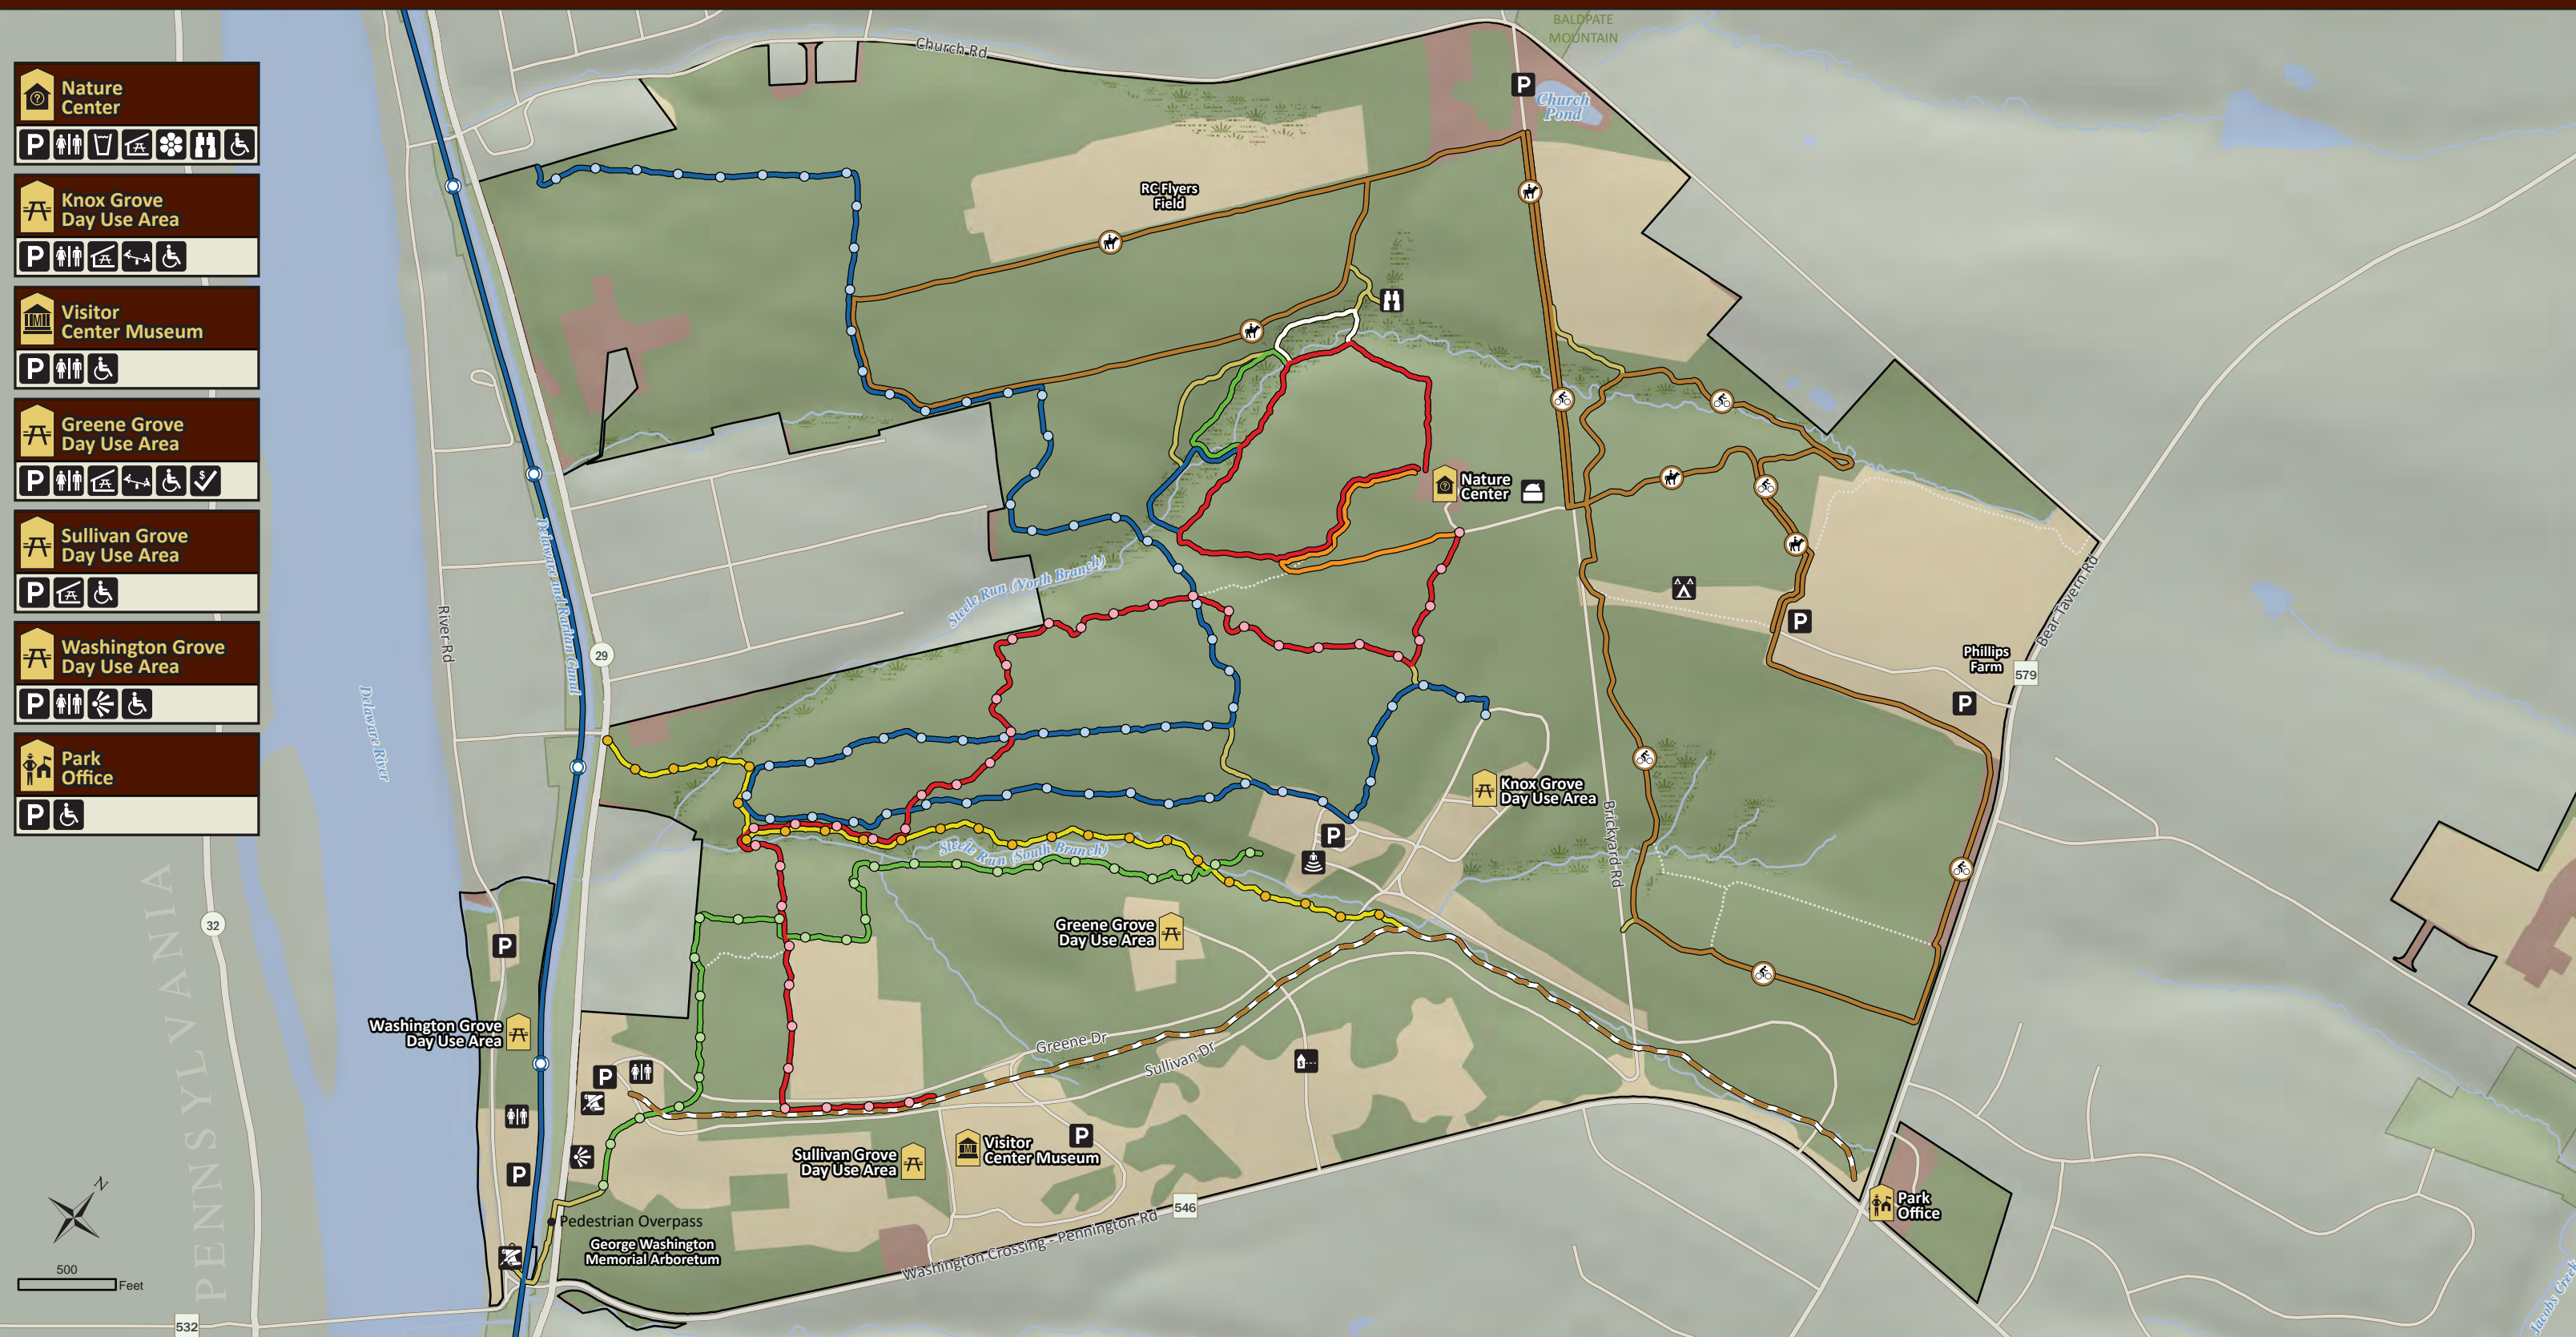 Nature
Center
P
Knox Grove
Day Use Area
P
Visitor
Center Museum
P
Greene Grove
Day Use Area
P
$
Sullivan Grove
Day Use Area
P
Washington Grove
Day Use Area
P
Park
Office
P
BALDPATE
MOUNTAIN
Church Rd
P
Church
Pond
RC Flyers
Field
Nature
Center
Delaware and Raritan Canal
Steele Run (North Branch)
River Rd
29
Bear Tavern Rd
P
Phillips
Farm
579
P
Delaware River
Knox Grove
Day Use Area
Brickyard Rd
P
Steele Run (South Branch)
PENNSYLVANIA
32
P
Greene Grove
Day Use Area
Washington Grove
Day Use Area
Greene Dr
Sullivan Dr
P
P
Sullivan Grove
Day Use Area
Visitor
Center Museum
P
P
N
546
Park
Office
Pedestrian Overpass
George Washington
Memorial Arboretum
Washington Crossing - Pennington Rd
500
Feet
532
Jacobs Creek